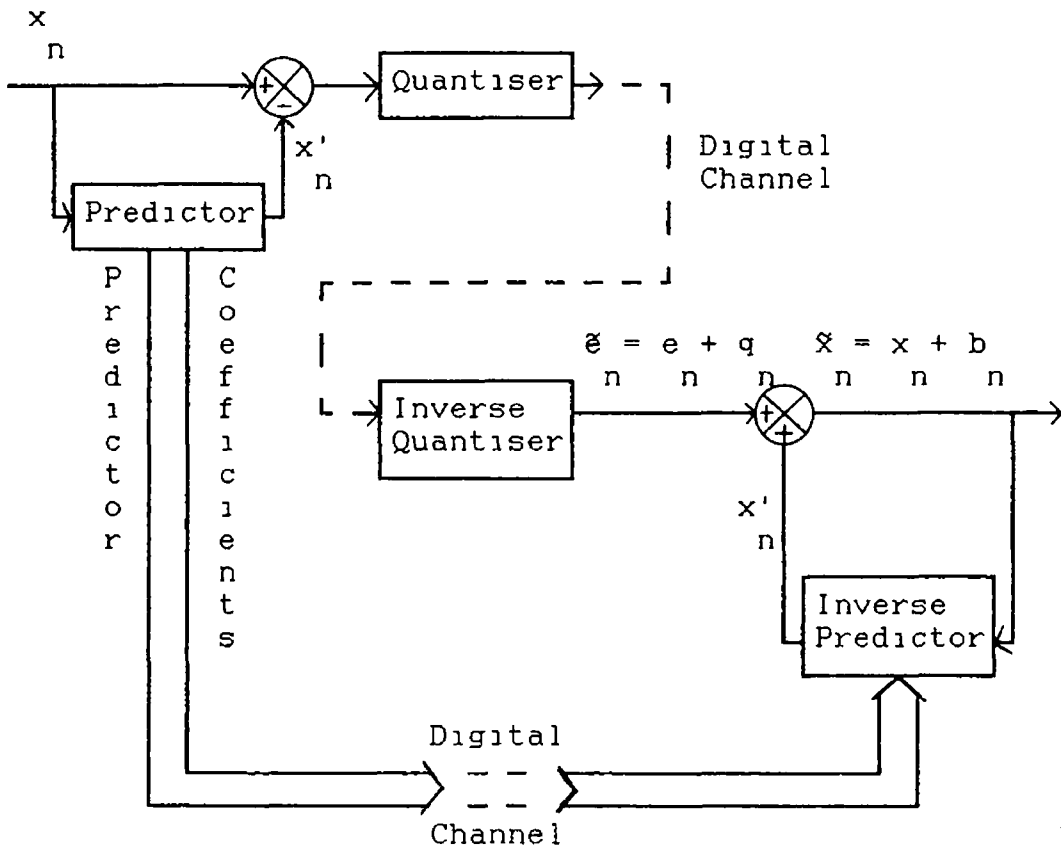 x
n
+
-
Quantiser
x'
n
Digital
Channel
Predictor
Predictor
Coefficients
ẽ = e + q
n n n
x̃ = x + b
n n n
Inverse
Quantiser
+
+
x'
n
Inverse
Predictor
Digital
Channel